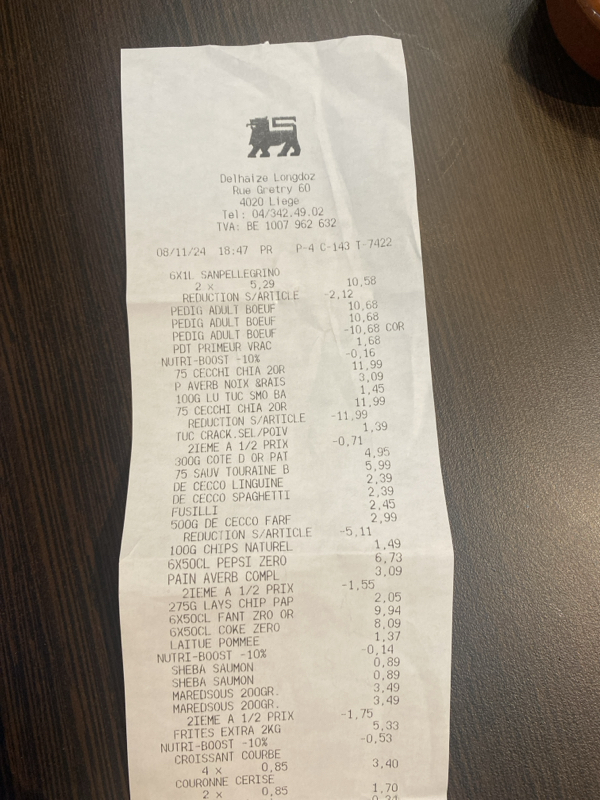 Delhaize Longdoz
Rue Gretry 60
4020 Liege
Tel: 04/342.49.02
TVA: BE 1007 962 632
08/11/24 18:47 PR P-4 C-143 T-7422
6X1L SANPELLEGRINO
2 x 5,29 10,58
REDUCTION S/ARTICLE -2,12
PEDIG ADULT BOEUF 10,68
PEDIG ADULT BOEUF 10,68
PEDIG ADULT BOEUF -10,68 COR
PDT PRIMEUR VRAC 1,68
NUTRI-BOOST -10% -0,16
75 CECCHI CHIA 20R 11,99
P AVERB NOIX &RAIS 3,09
100G LU TUC SMO BA 1,45
75 CECCHI CHIA 20R 11,99
REDUCTION S/ARTICLE -11,99
TUC CRACK.SEL/POIV 1,39
2IEME A 1/2 PRIX -0,71
300G COTE D OR PAT 4,95
75 SAUV TOURAINE B 5,99
DE CECCO LINGUINE 2,39
DE CECCO SPAGHETTI 2,39
FUSILLI 2,45
500G DE CECCO FARF 2,99
REDUCTION S/ARTICLE -5,11
100G CHIPS NATUREL 1,49
6X50CL PEPSI ZERO 6,73
PAIN AVERB COMPL 3,09
2IEME A 1/2 PRIX -1,55
275G LAYS CHIP PAP 2,05
6X50CL FANT ZRO OR 9,94
6X50CL COKE ZERO 8,09
LAITUE POMMEE 1,37
NUTRI-BOOST -10% -0,14
SHEBA SAUMON 0,89
SHEBA SAUMON 0,89
MAREDSOUS 200GR. 3,49
MAREDSOUS 200GR. 3,49
2IEME A 1/2 PRIX -1,75
FRITES EXTRA 2KG 5,33
NUTRI-BOOST -10% -0,53
CROISSANT COURBE
4 x 0,85 3,40
COURONNE CERISE
2 x 0,85 1,70